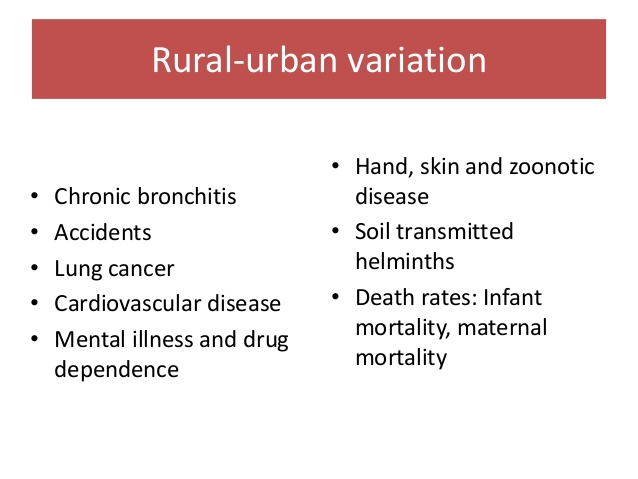 Rural-urban variation
• Chronic bronchitis
• Accidents
• Lung cancer
• Cardiovascular disease
• Mental illness and drug
dependence
• Hand, skin and zoonotic
disease
• Soil transmitted
helminths
• Death rates: Infant
mortality, maternal
mortality